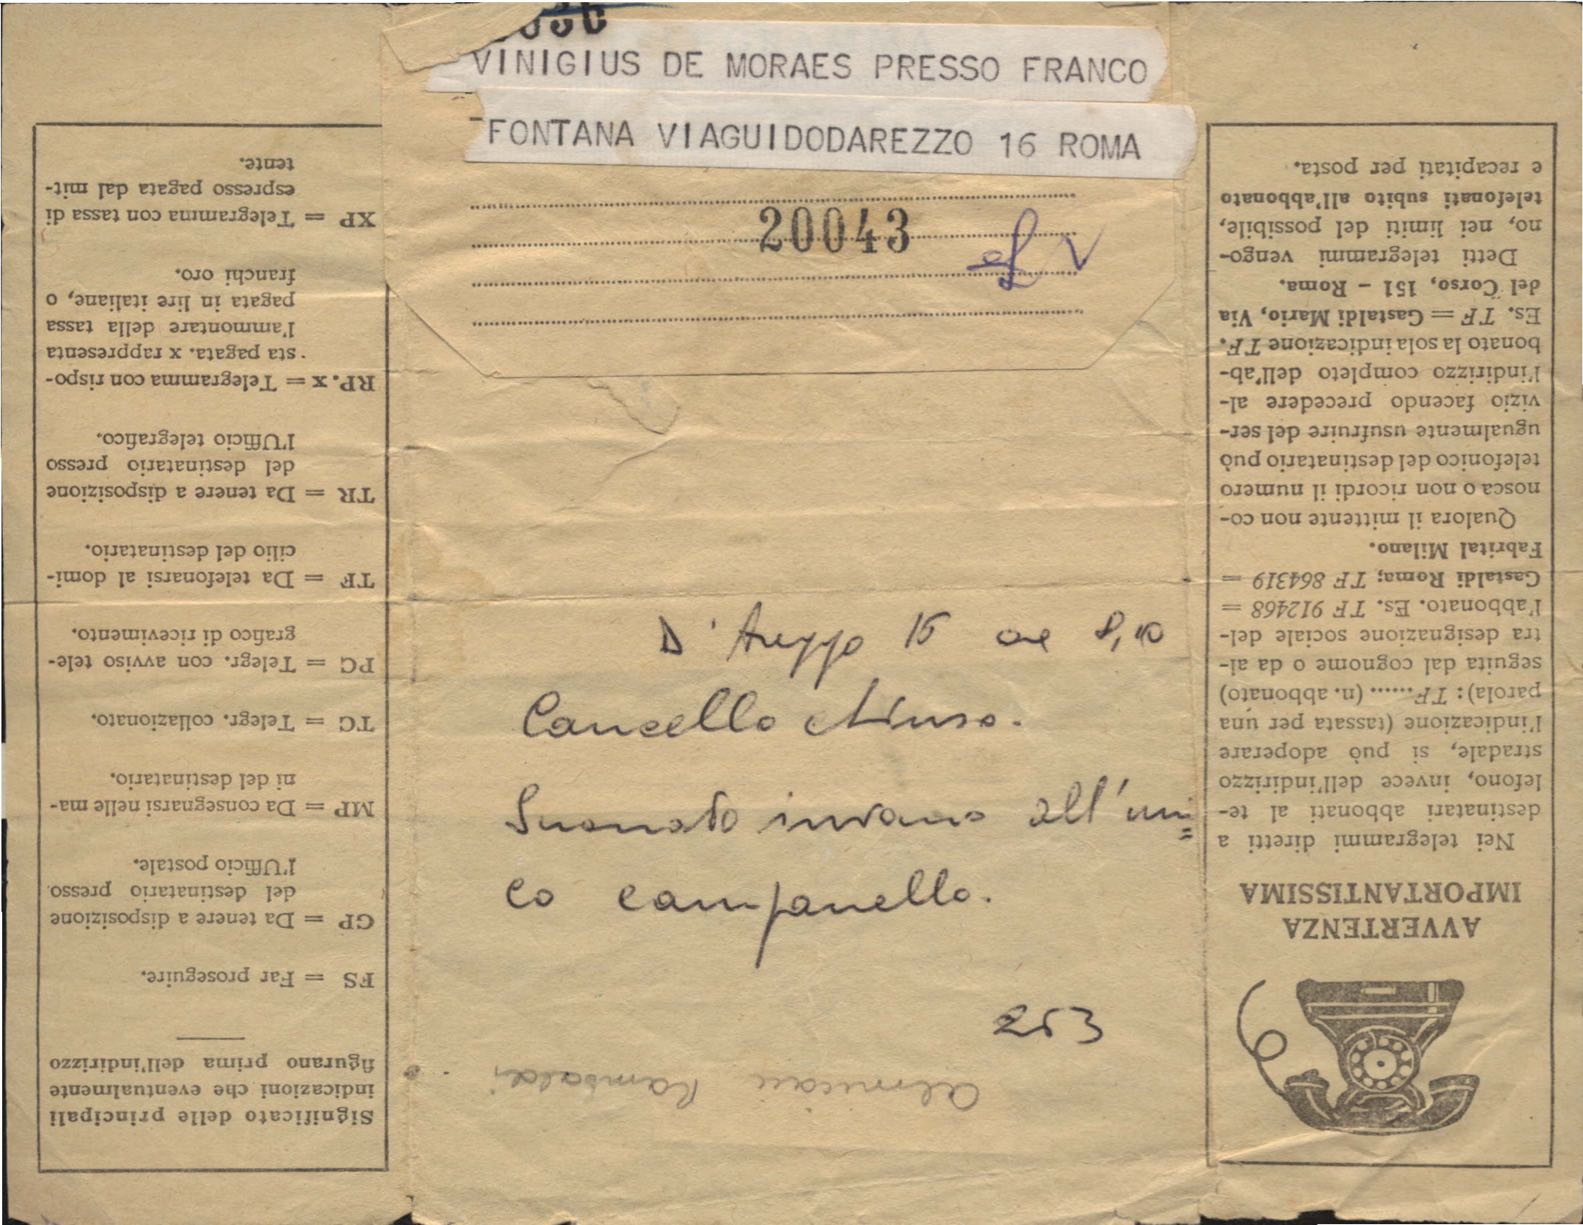 VINIGIUS DE MORAES PRESSO FRANCO
FONTANA VIAGUIDODAREZZO 16 ROMA
20043
D'Arezzo 15 ore 8,10
Cancello chiuso.
Suonato invano all'uni=
co campanello.
253
Significato delle principali
indicazioni che eventualmente
figurano prima dell'indirizzo
FS = Far proseguire.
GP = Da tenere a disposizione
del destinatario presso
l'Ufficio postale.
MP = Da consegnarsi nelle ma-
ni del destinatario.
TC = Telegr. collazionato.
PC = Telegr. con avviso tele-
grafico di ricevimento.
TF = Da telefonarsi al domi-
cilio del destinatario.
TR = Da tenere a disposizione
del destinatario presso
l'Ufficio telegrafico.
RP.x = Telegramma con rispo-
sta pagata. x rappresenta
l'ammontare della tassa
pagata in lire italiane, o
franchi oro.
XP = Telegramma con tassa di
espresso pagata dal mit-
tente.
AVVERTENZA
IMPORTANTISSIMA
Nei telegrammi diretti a
destinatari abbonati al te-
lefono, invece dell'indirizzo
stradale, si può adoperare
l'indicazione (tassata per una
parola): TF...... (n. abbonato)
seguita dal cognome o da al-
tra designazione sociale del-
l'abbonato. Es. TF 912468 =
Gastaldi Roma; TF 864319 =
Fabrital Milano.
Qualora il mittente non co-
nosca o non ricordi il numero
telefonico del destinatario può
ugualmente usufruire del ser-
vizio facendo precedere al-
l'indirizzo completo dell'ab-
bonato la sola indicazione TF.
Es. TF = Gastaldi Mario, Via
del Corso, 151 - Roma.
Detti telegrammi vengo-
no, nei limiti del possibile,
telefonati subito all'abbonato
e recapitati per posta.